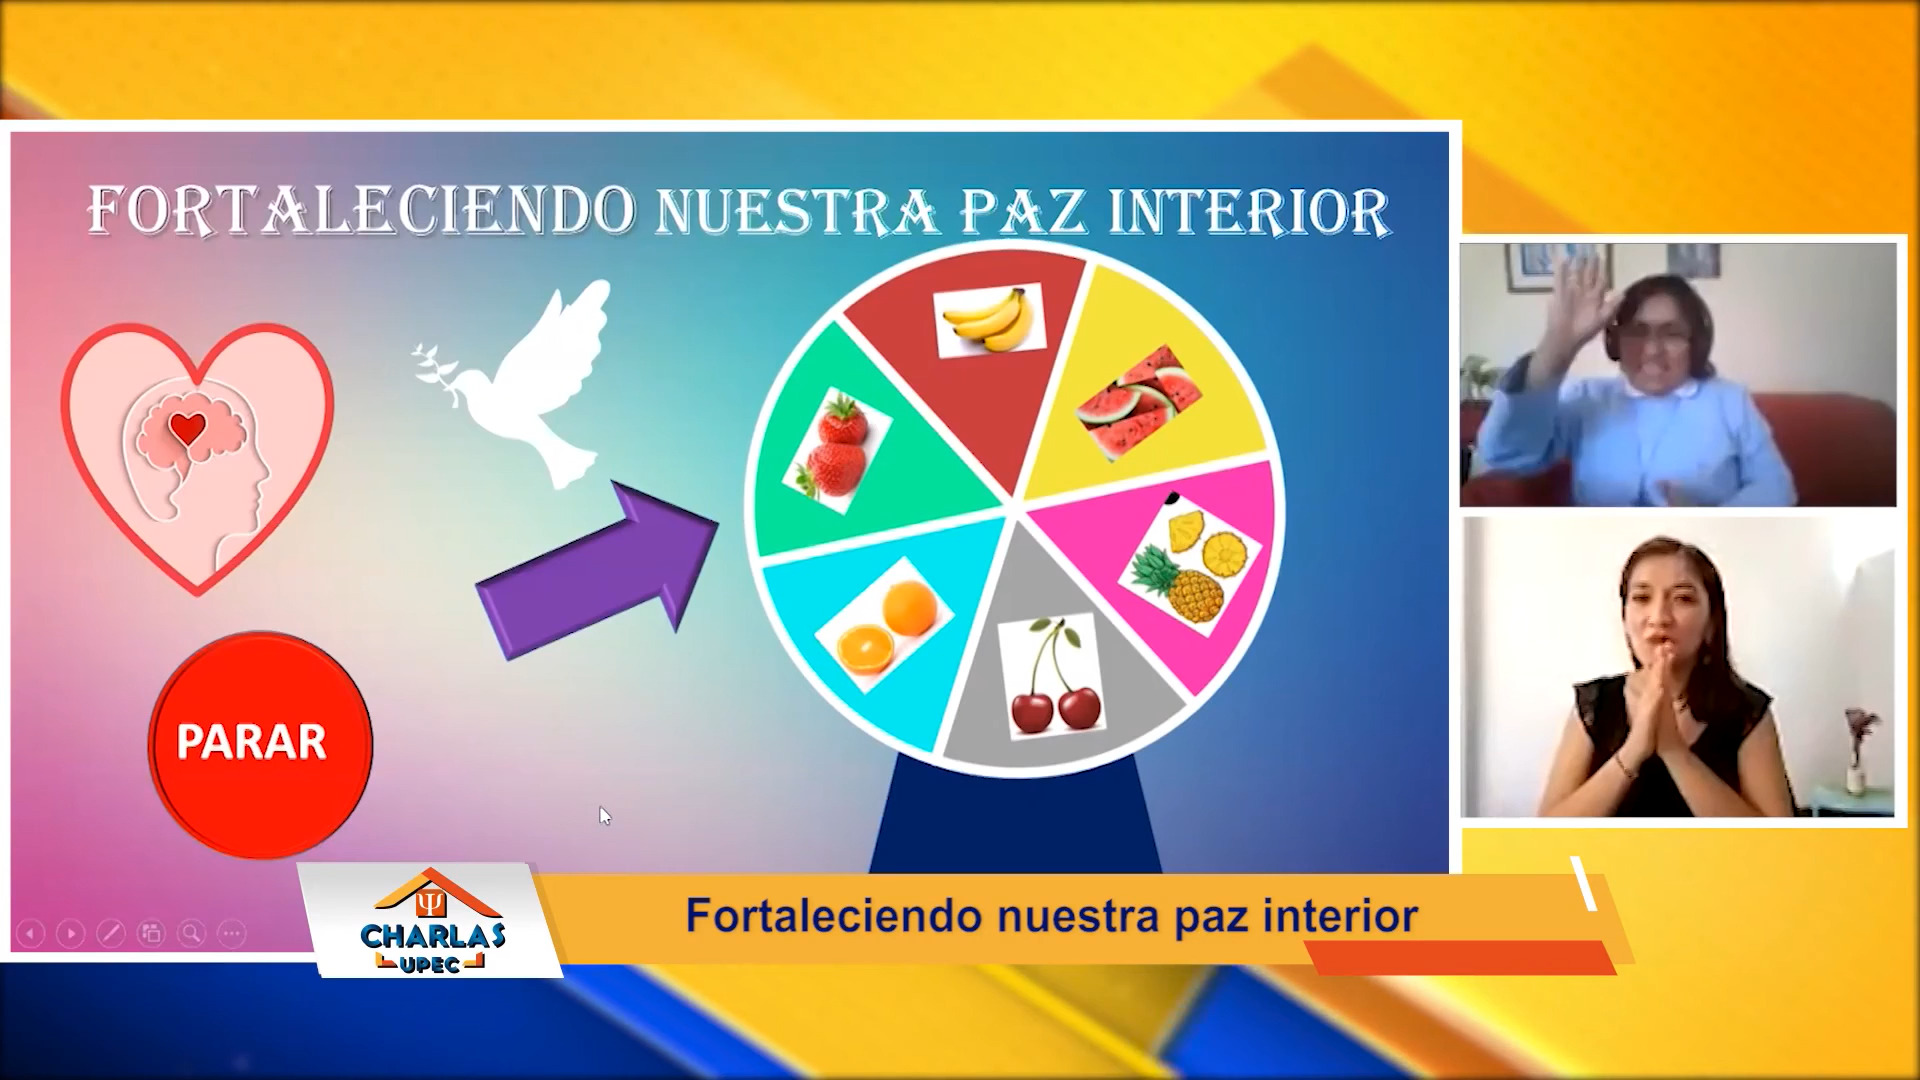 FORTALECIENDO NUESTRA PAZ INTERIOR
PARAR
Ψ
CHARLAS
UPEC
Fortaleciendo nuestra paz interior